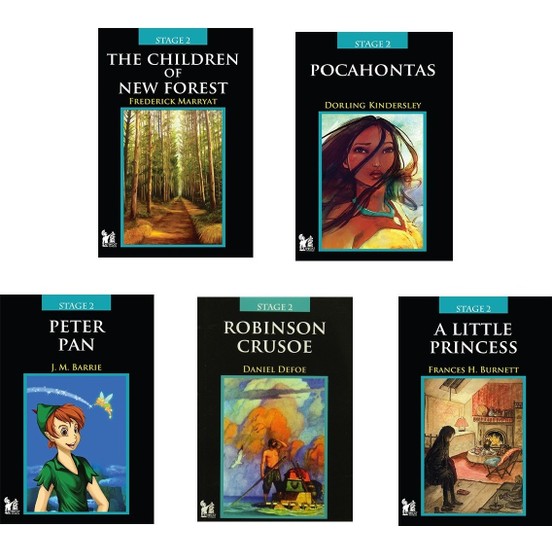 STAGE 2
THE CHILDREN
OF
NEW FOREST
FREDERICK MARRYAT
STAGE 2
POCAHONTAS
DORLING KINDERSLEY
STAGE 2
PETER
PAN
J. M. BARRIE
STAGE 2
ROBINSON
CRUSOE
DANIEL DEFOE
STAGE 2
A LITTLE
PRINCESS
FRANCES H. BURNETT